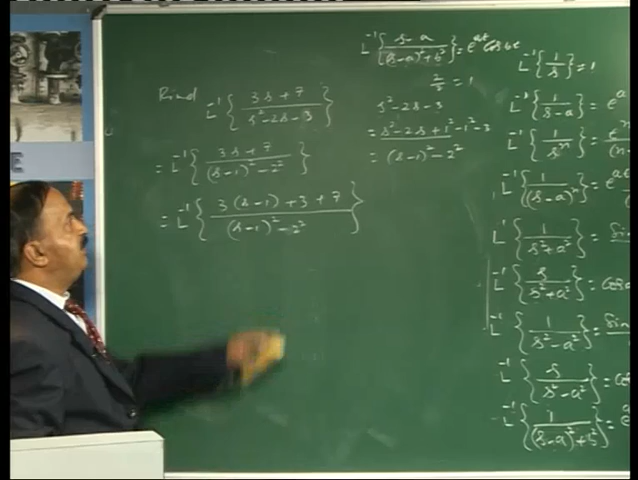 Find L⁻¹{ (3s+7)/(s²-2s-3) }
= L⁻¹{ (3s+7)/((s-1)²-2²) }
= L⁻¹{ (3(s-1)+3+7)/((s-1)²-2²) }
L⁻¹{ (s-a)/((s-a)²+b²) } = e^{at} cos bt
2/2 = 1
s²-2s-3
= s²-2s+1²-1²-3
= (s-1)²-2²
L⁻¹{ 1/s } = 1
L⁻¹{ 1/(s-a) } = e^a
L⁻¹{ 1/sⁿ } =
L⁻¹{ 1/(s-a)ⁿ } =
L⁻¹{ 1/(s²+a²) } = Sin
L⁻¹{ s/(s²+a²) } = Cos
L⁻¹{ 1/(s²-a²) } = Sin
L⁻¹{ s/(s²-a²) } = Co
L⁻¹{ 1/((s-a)²+b²) } = e
E